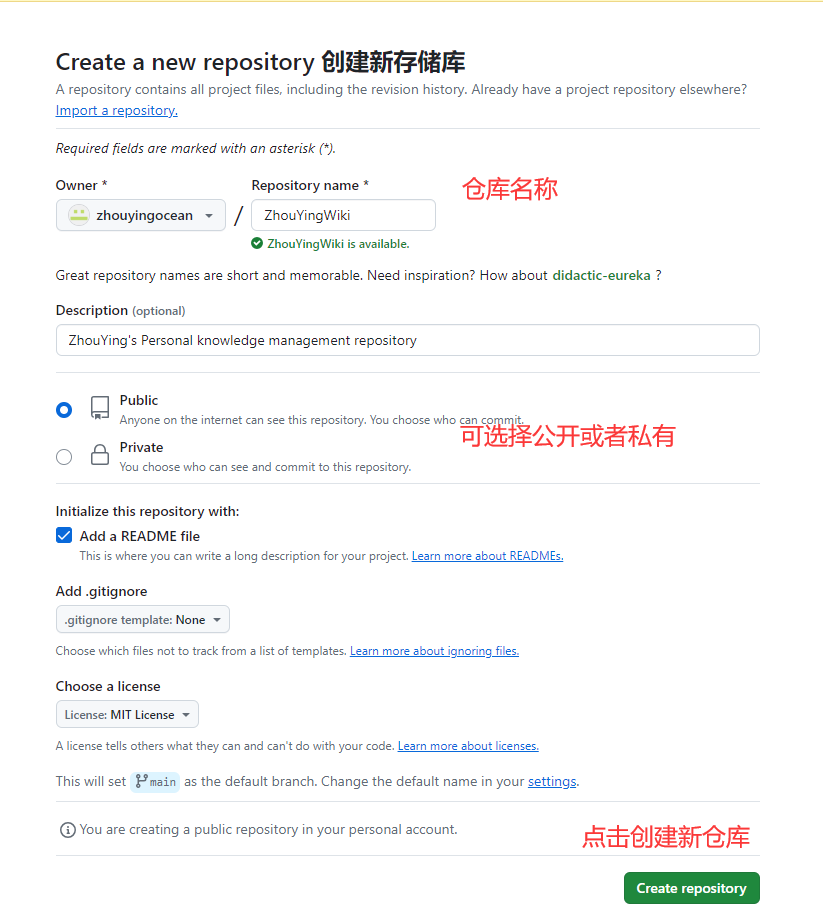 Create a new repository 创建新存储库
A repository contains all project files, including the revision history. Already have a project repository elsewhere?
Import a repository.
Required fields are marked with an asterisk (*).
Owner *
Repository name *
仓库名称
zhouyingocean
/
ZhouYingWiki
ZhouYingWiki is available.
Great repository names are short and memorable. Need inspiration? How about didactic-eureka ?
Description (optional)
ZhouYing's Personal knowledge management repository
Public
Anyone on the internet can see this repository. You choose who can commit.
可选择公开或者私有
Private
You choose who can see and commit to this repository.
Initialize this repository with:
Add a README file
This is where you can write a long description for your project. Learn more about READMEs.
Add .gitignore
.gitignore template: None
Choose which files not to track from a list of templates. Learn more about ignoring files.
Choose a license
License: MIT License
A license tells others what they can and can't do with your code. Learn more about licenses.
This will set main as the default branch. Change the default name in your settings.
You are creating a public repository in your personal account.
点击创建新仓库
Create repository